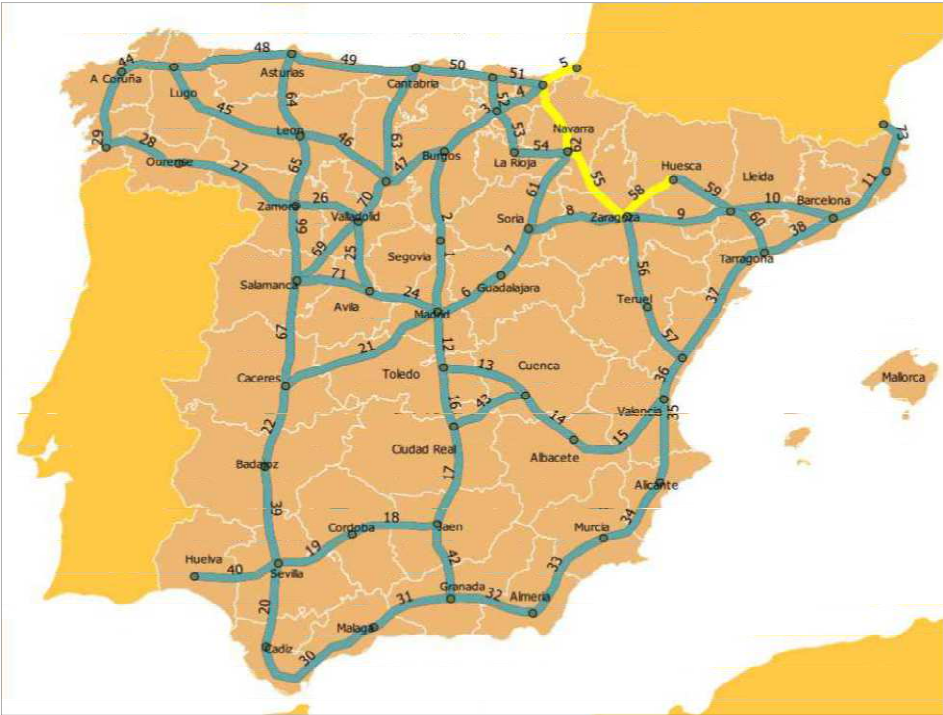 44
48
49
50
51
5
A Coruña
Asturias
Cantabria
Lugo
64
52
4
3
45
Leon
46
63
53
Navarra
62
29
28
Ourense
27
65
47
Burgos
La Rioja
54
55
Huesca
58
59
Lleida
73
11
Zamora
26
70
Valladolid
61
2
Soria
8
Zaragoza
9
10
Barcelona
60
38
66
69
25
Segovia
1
7
Tarragona
Salamanca
71
Avila
24
6
Guadalajara
56
37
Madrid
Teruel
67
21
12
57
Caceres
Toledo
13
Cuenca
36
Mallorca
16
43
14
Valencia
35
22
Ciudad Real
15
Albacete
Badajoz
17
Alicante
39
18
Cordoba
Jaen
Murcia
34
19
Huelva
40
Sevilla
42
33
20
31
Granada
32
Almeria
Malaga
Cadiz
30